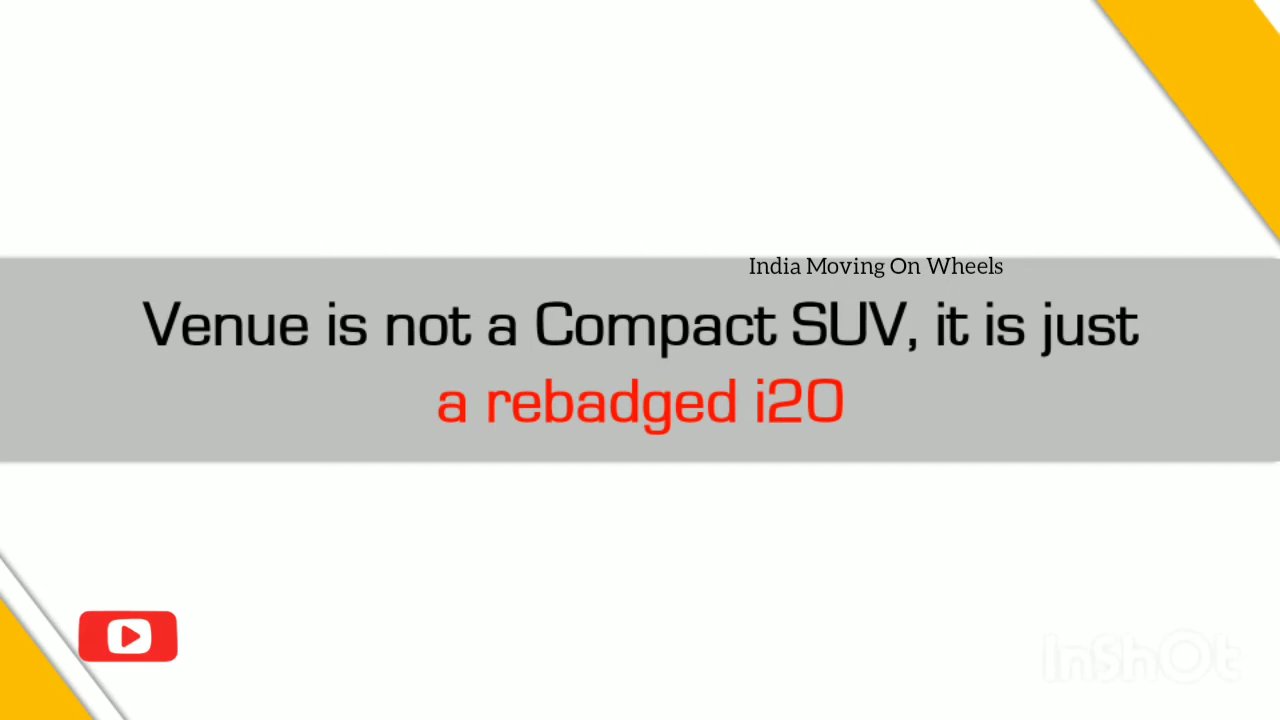 India Moving On Wheels
Venue is not a Compact SUV, it is just
a rebadged i20
InShOt